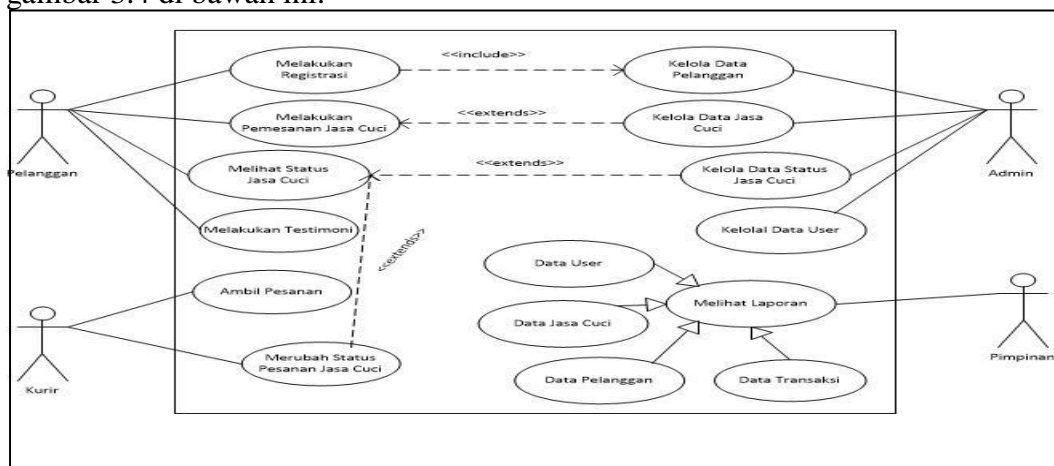 gambar 3.4 di bawah ini:
<<include>>
Melakukan
Registrasi
Kelola Data
Pelanggan
<<extends>>
Melakukan
Pemesanan Jasa Cuci
Kelola Data Jasa
Cuci
Pelanggan
<<extends>>
Melihat Status
Jasa Cuci
Kelola Data Status
Jasa Cuci
Admin
Melakukan Testimoni
Kelolal Data User
<<extends>>
Data User
Ambil Pesanan
Melihat Laporan
Data Jasa Cuci
Merubah Status
Pesanan Jasa Cuci
Kurir
Pimpinan
Data Pelanggan
Data Transaksi